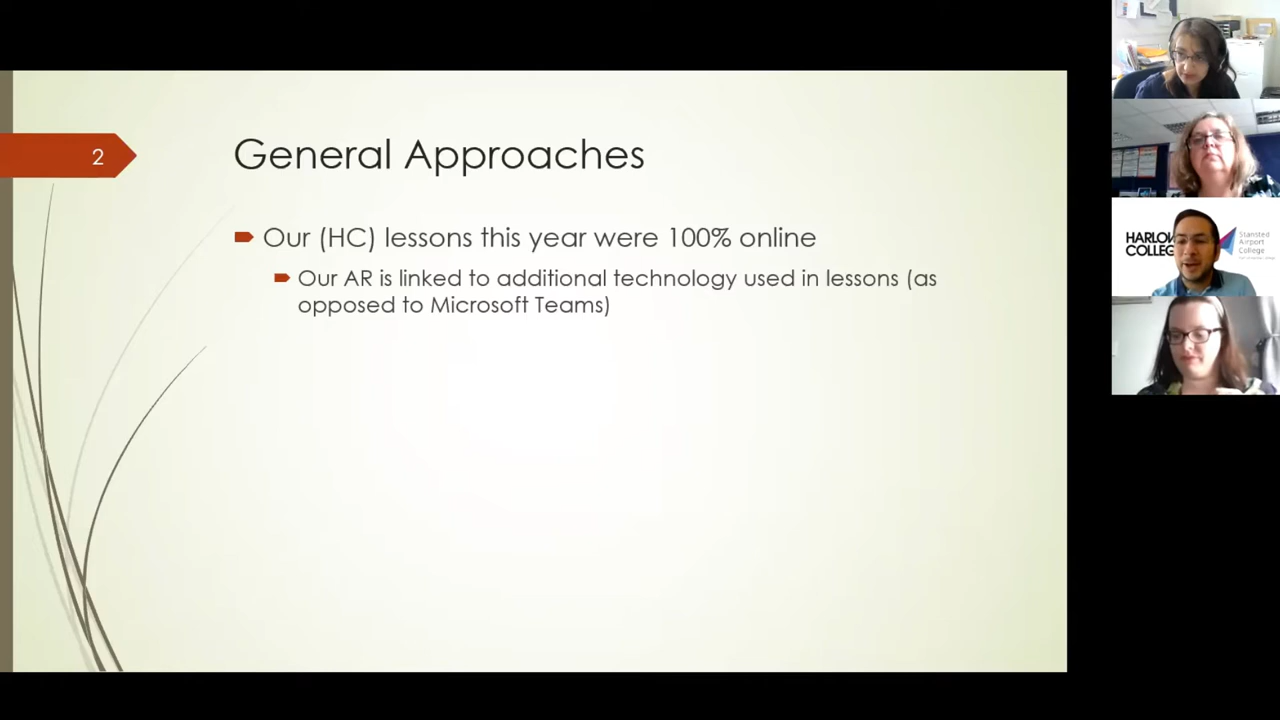 2
General Approaches
Our (HC) lessons this year were 100% online
Our AR is linked to additional technology used in lessons (as
opposed to Microsoft Teams)
Stansted
Airport
College